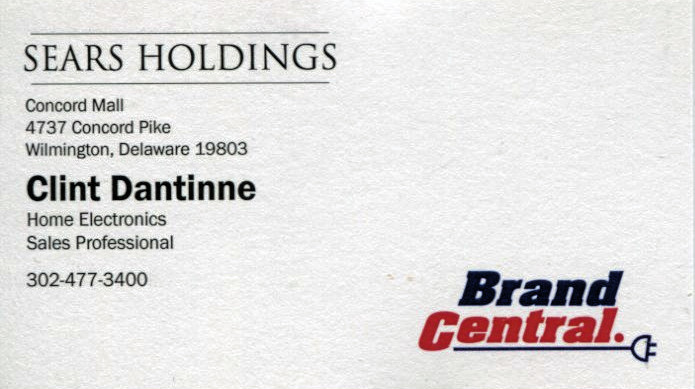 SEARS HOLDINGS
Concord Mall
4737 Concord Pike
Wilmington, Delaware 19803
Clint Dantinne
Home Electronics
Sales Professional
302-477-3400
Brand
Central.